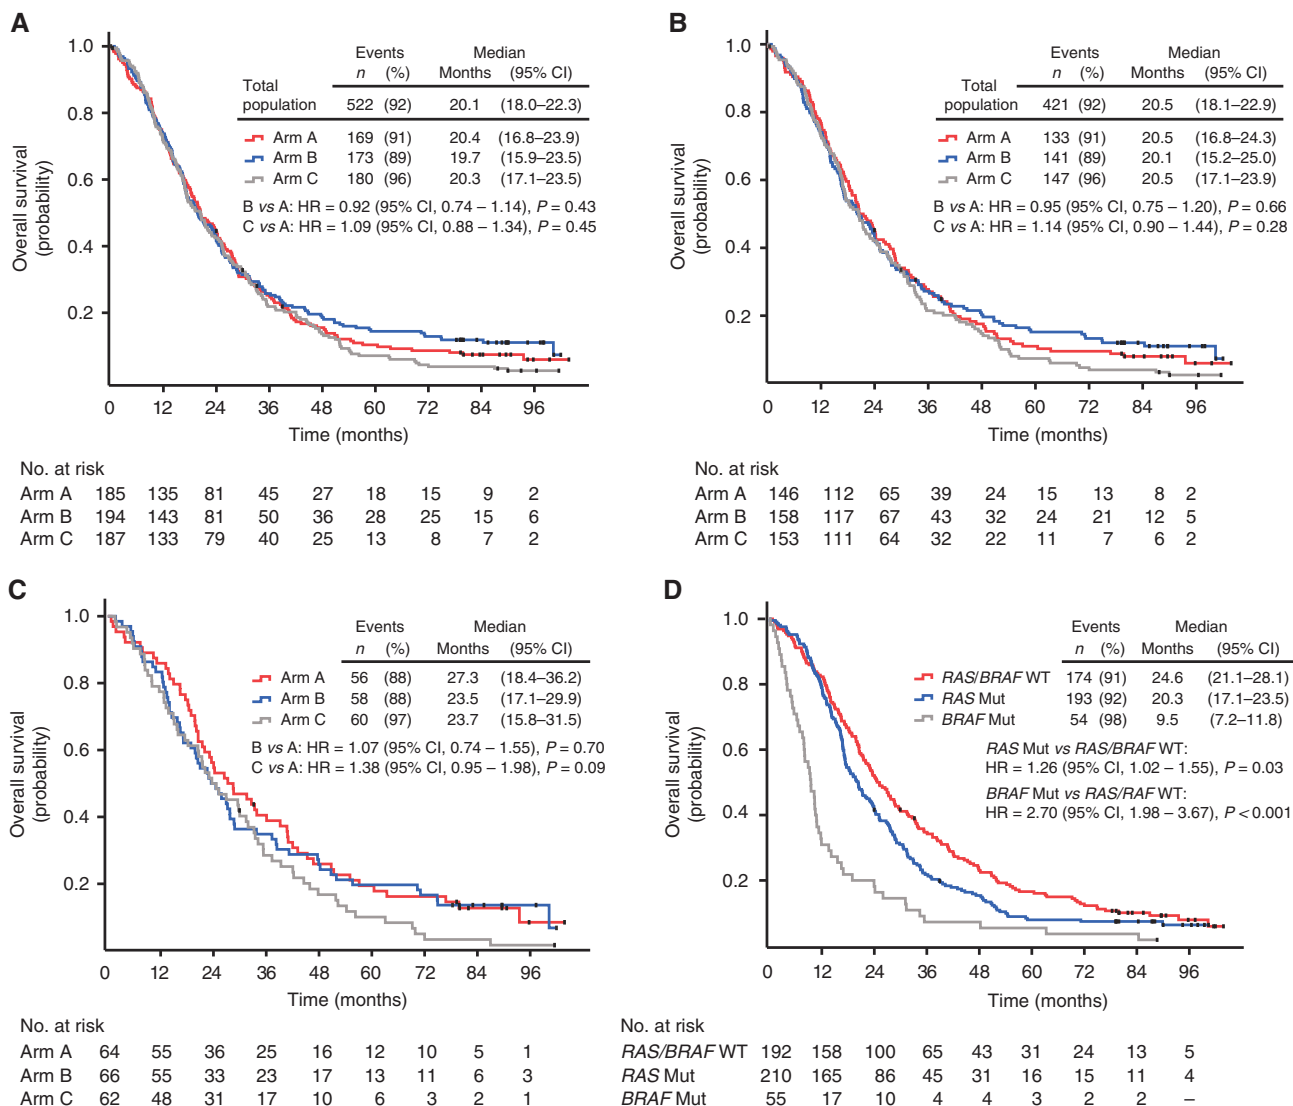 A
Overall survival
(probability)
1.0
0.8
0.6
0.4
0.2
0 12 24 36 48 60 72 84 96
Time (months)
Events Median
n (%) Months (95% CI)
Total
population 522 (92) 20.1 (18.0–22.3)
Arm A 169 (91) 20.4 (16.8–23.9)
Arm B 173 (89) 19.7 (15.9–23.5)
Arm C 180 (96) 20.3 (17.1–23.5)
B vs A: HR = 0.92 (95% CI, 0.74 – 1.14), P = 0.43
C vs A: HR = 1.09 (95% CI, 0.88 – 1.34), P = 0.45
No. at risk
Arm A 185 135 81 45 27 18 15 9 2
Arm B 194 143 81 50 36 28 25 15 6
Arm C 187 133 79 40 25 13 8 7 2
B
Overall survival
(probability)
1.0
0.8
0.6
0.4
0.2
0 12 24 36 48 60 72 84 96
Time (months)
Events Median
n (%) Months (95% CI)
Total
population 421 (92) 20.5 (18.1–22.9)
Arm A 133 (91) 20.5 (16.8–24.3)
Arm B 141 (89) 20.1 (15.2–25.0)
Arm C 147 (96) 20.5 (17.1–23.9)
B vs A: HR = 0.95 (95% CI, 0.75 – 1.20), P = 0.66
C vs A: HR = 1.14 (95% CI, 0.90 – 1.44), P = 0.28
No. at risk
Arm A 146 112 65 39 24 15 13 8 2
Arm B 158 117 67 43 32 24 21 12 5
Arm C 153 111 64 32 22 11 7 6 2
C
Overall survival
(probability)
1.0
0.8
0.6
0.4
0.2
0 12 24 36 48 60 72 84 96
Time (months)
Events Median
n (%) Months (95% CI)
Arm A 56 (88) 27.3 (18.4–36.2)
Arm B 58 (88) 23.5 (17.1–29.9)
Arm C 60 (97) 23.7 (15.8–31.5)
B vs A: HR = 1.07 (95% CI, 0.74 – 1.55), P = 0.70
C vs A: HR = 1.38 (95% CI, 0.95 – 1.98), P = 0.09
No. at risk
Arm A 64 55 36 25 16 12 10 5 1
Arm B 66 55 33 23 17 13 11 6 3
Arm C 62 48 31 17 10 6 3 2 1
D
Overall survival
(probability)
1.0
0.8
0.6
0.4
0.2
0 12 24 36 48 60 72 84 96
Time (months)
Events Median
n (%) Months (95% CI)
RAS/BRAF WT 174 (91) 24.6 (21.1–28.1)
RAS Mut 193 (92) 20.3 (17.1–23.5)
BRAF Mut 54 (98) 9.5 (7.2–11.8)
RAS Mut vs RAS/BRAF WT:
HR = 1.26 (95% CI, 1.02 – 1.55), P = 0.03
BRAF Mut vs RAS/RAF WT:
HR = 2.70 (95% CI, 1.98 – 3.67), P < 0.001
No. at risk
RAS/BRAF WT 192 158 100 65 43 31 24 13 5
RAS Mut 210 165 86 45 31 16 15 11 4
BRAF Mut 55 17 10 4 4 3 2 2 –